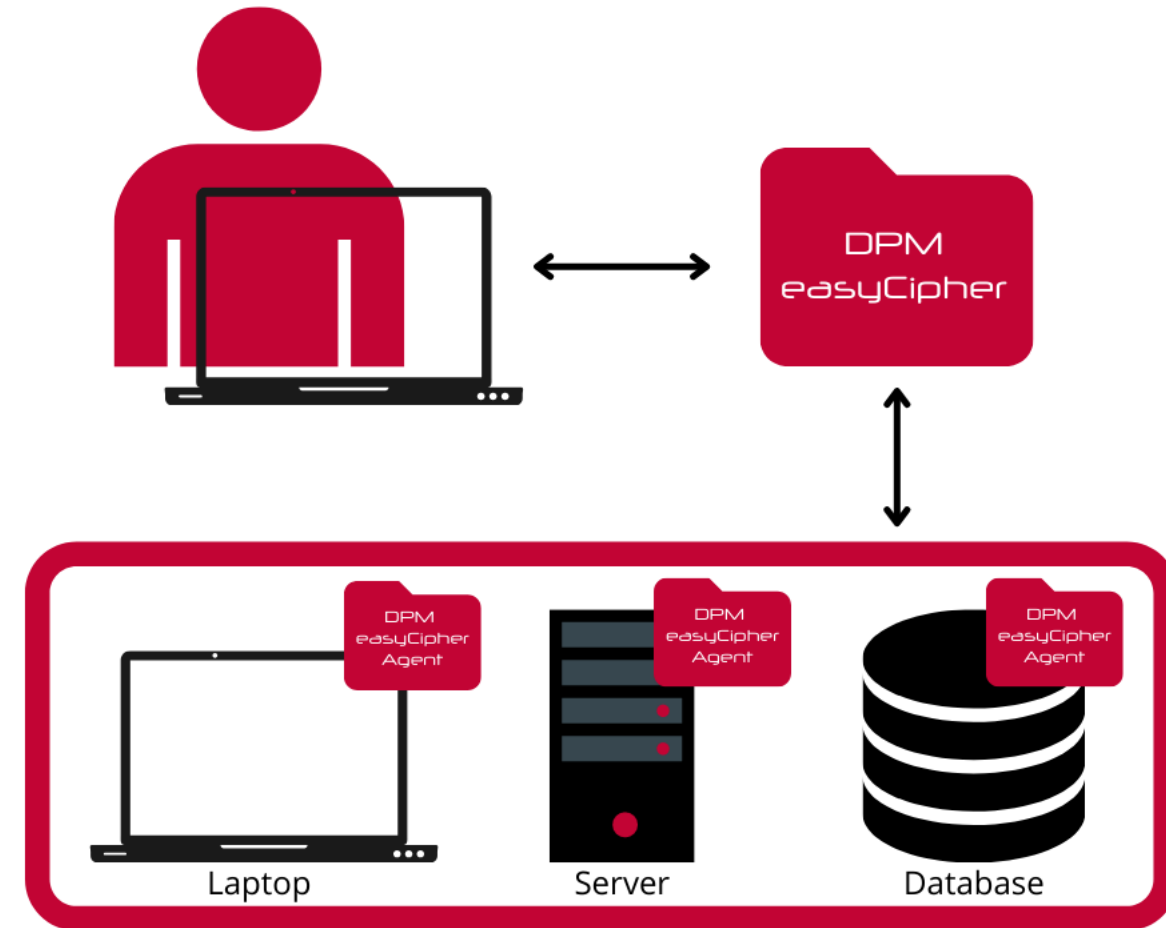 DPM
easyCipher
DPM
easyCipher
Agent
DPM
easyCipher
Agent
DPM
easyCipher
Agent
Laptop
Server
Database